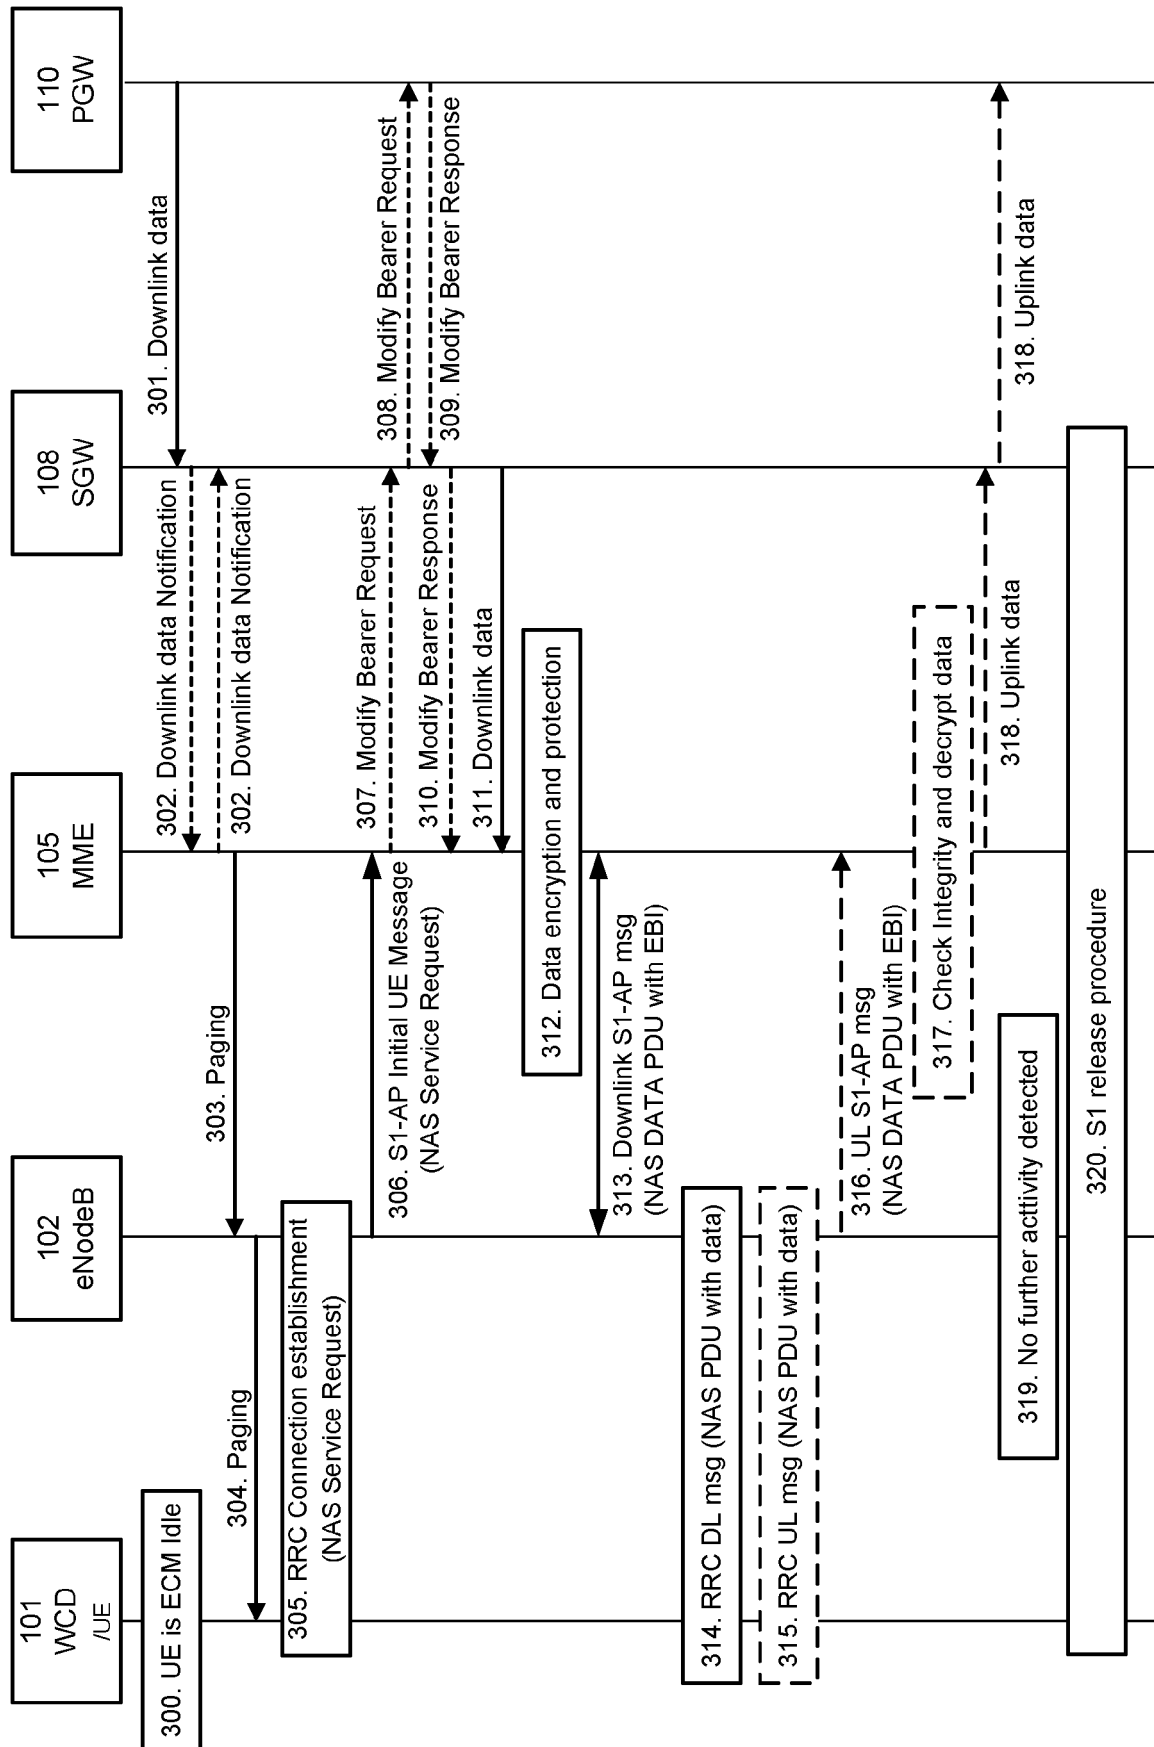 101
WCD
/UE
102
eNodeB
105
MME
108
SGW
110
PGW
300. UE is ECM Idle
301. Downlink data
302. Downlink data Notification
302. Downlink data Notification
303. Paging
304. Paging
305. RRC Connection establishment
(NAS Service Request)
306. S1-AP Initial UE Message
(NAS Service Request)
307. Modify Bearer Request
308. Modify Bearer Request
309. Modify Bearer Response
310. Modify Bearer Response
311. Downlink data
312. Data encryption and protection
313. Downlink S1-AP msg
(NAS DATA PDU with EBI)
314. RRC DL msg (NAS PDU with data)
315. RRC UL msg (NAS PDU with data)
316. UL S1-AP msg
(NAS DATA PDU with EBI)
317. Check Integrity and decrypt data
318. Uplink data
318. Uplink data
319. No further acttivity detected
320. S1 release procedure